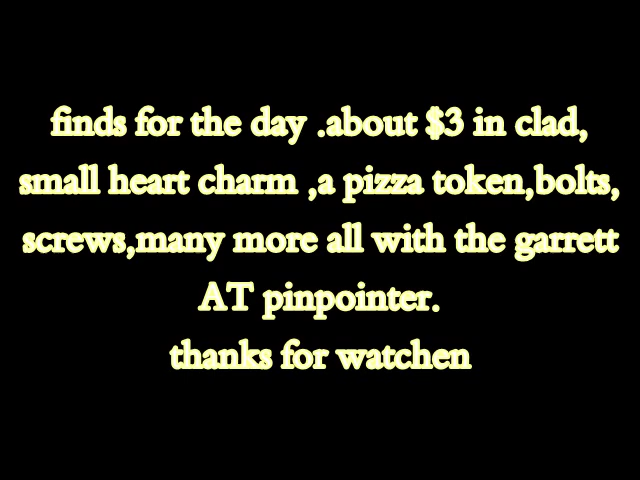 finds for the day .about $3 in clad,
small heart charm ,a pizza token,bolts,
screws,many more all with the garrett
AT pinpointer.
thanks for watchen